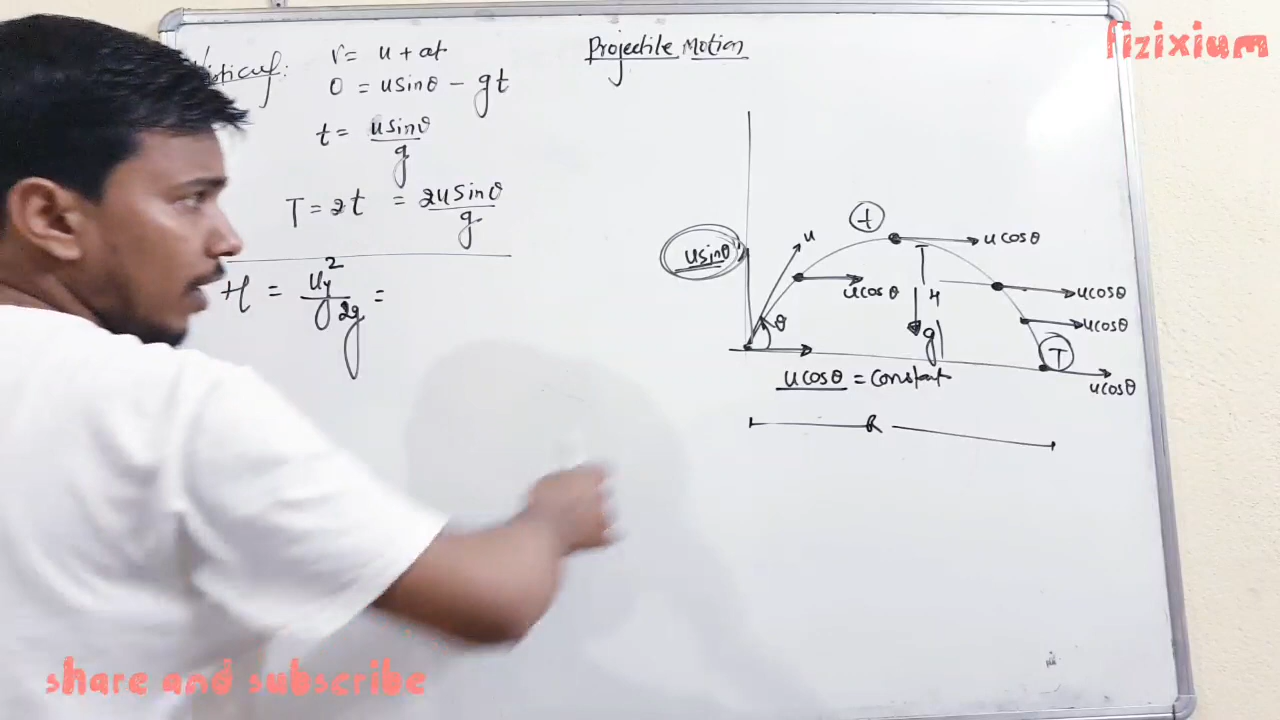 fizixium
Projectile Motion
v = u + at
0 = usinθ - gt
t = usinθ/g
T = 2t = 2usinθ/g
H = uy²/2g =
t
u
usinθ
ucosθ
ucosθ
H
ucosθ
ucosθ
θ
g
T
ucosθ = constant
ucosθ
R
share and subscribe